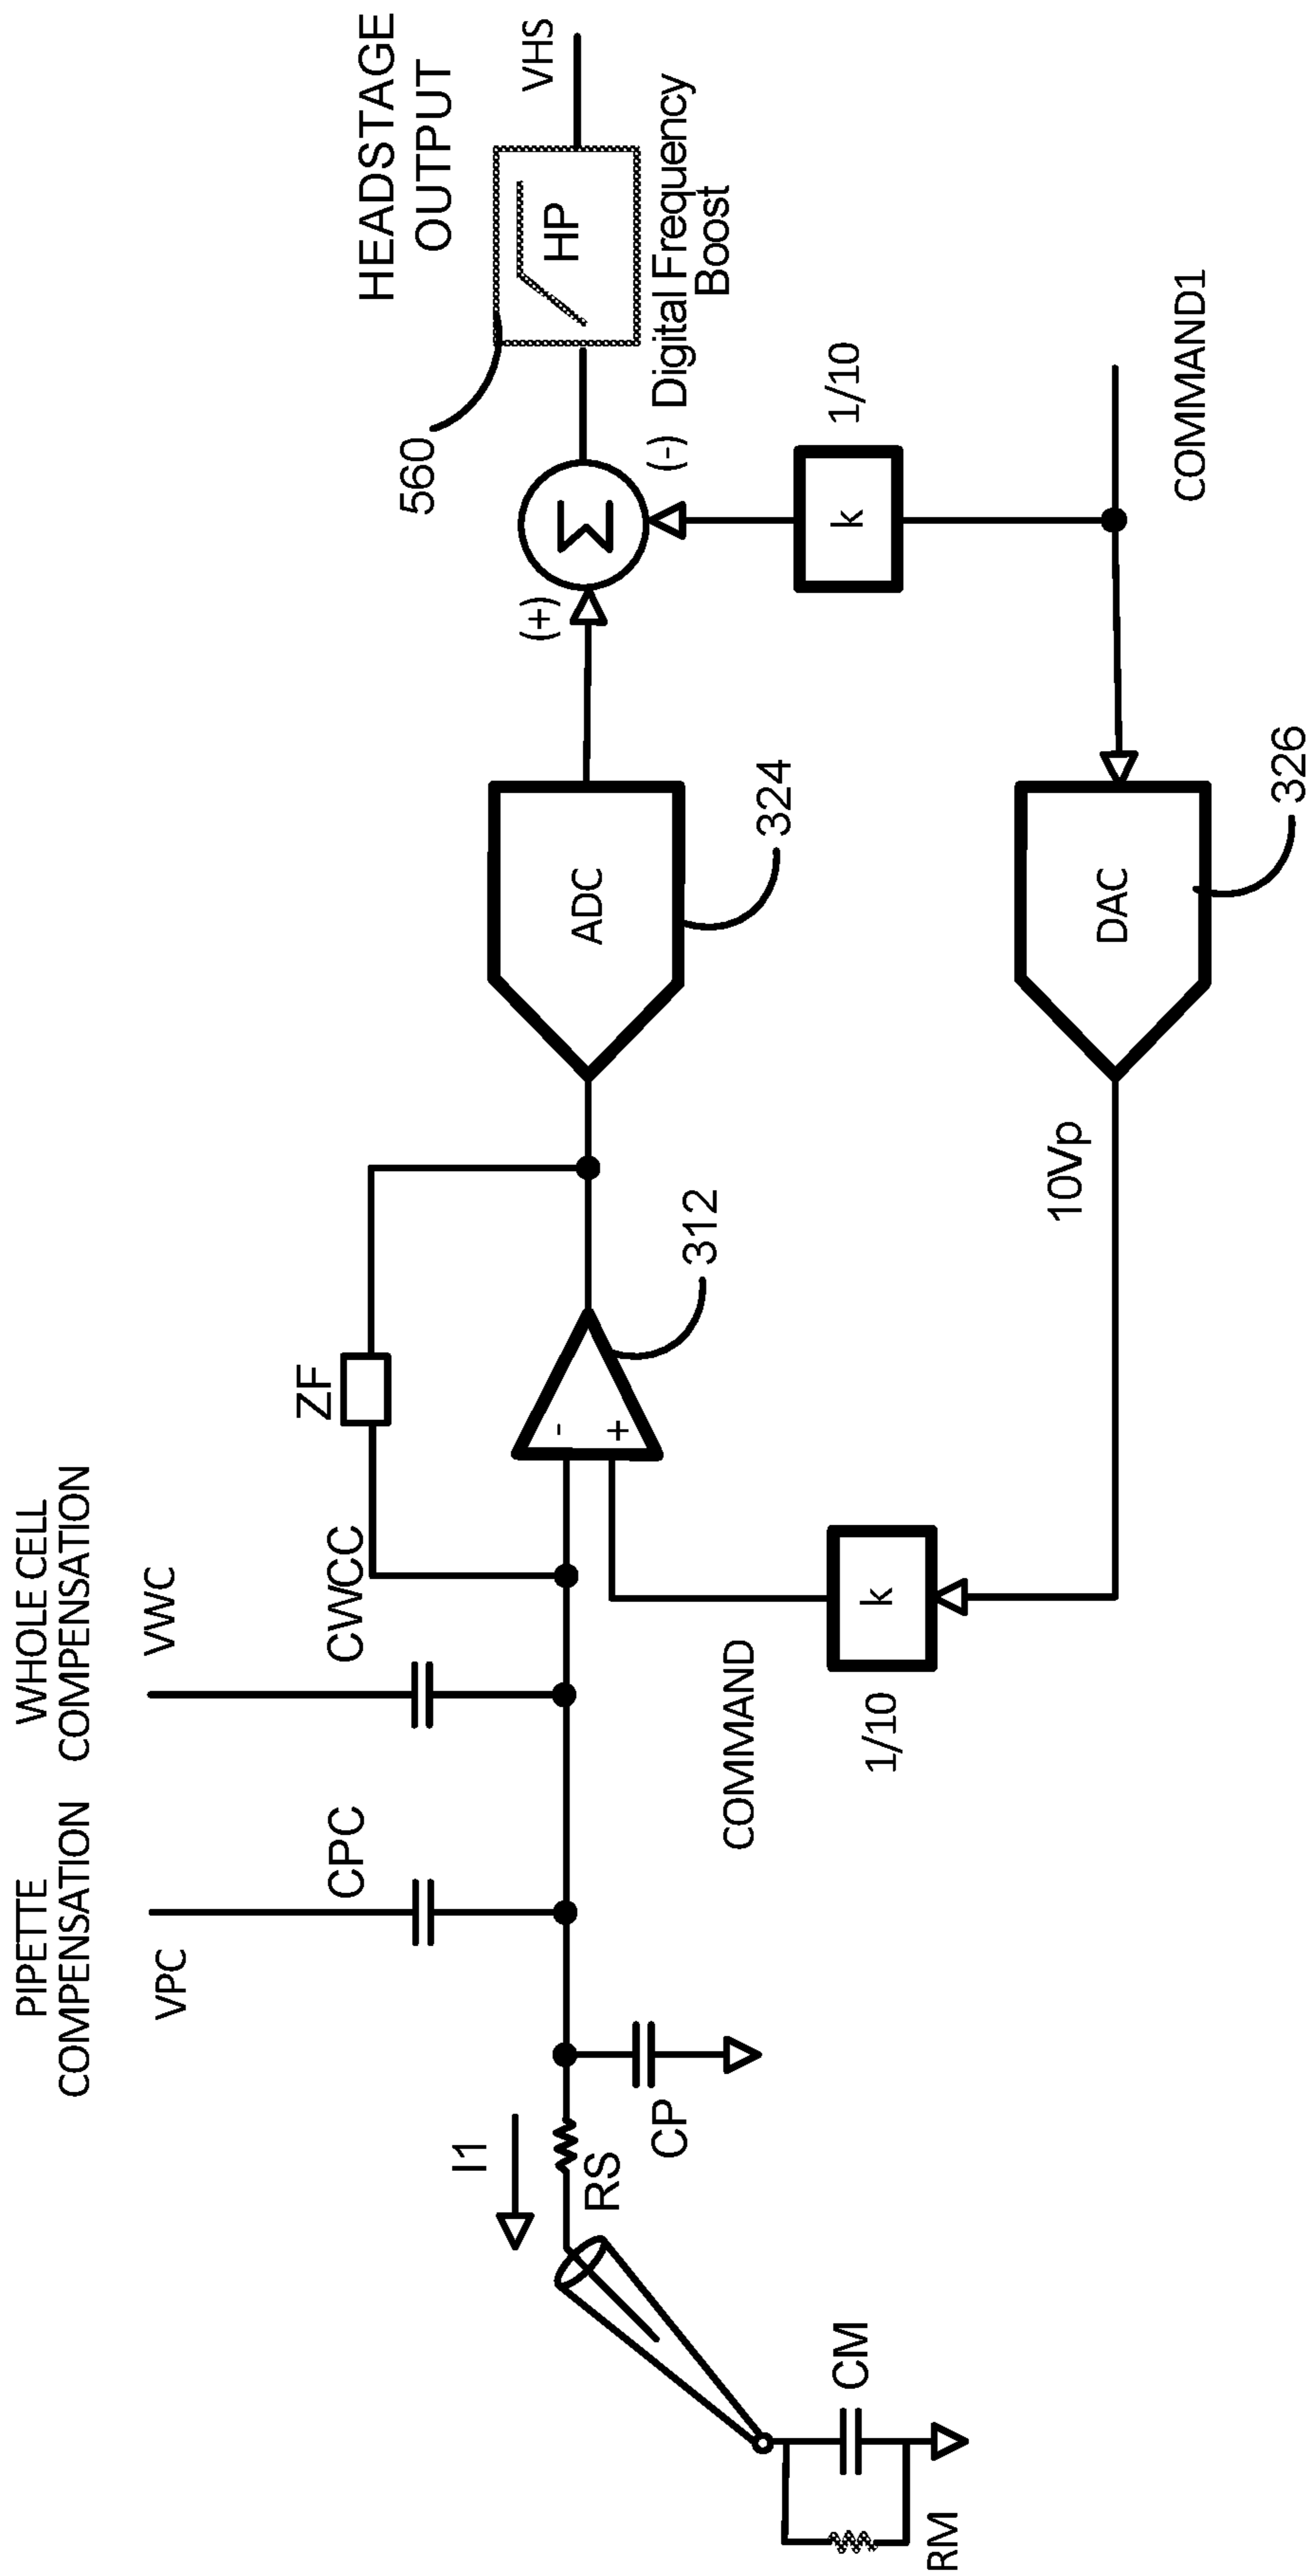 PIPETTE
COMPENSATION
WHOLE CELL
COMPENSATION
VPC
VWC
CPC
CWCC
ZF
HEADSTAGE
OUTPUT
I1
RS
CP
CM
RM
-
+
312
ADC
324
(+)
Σ
(-)
560
HP
VHS
Digital Frequency
Boost
COMMAND
k
1/10
10Vp
DAC
326
k
1/10
COMMAND1